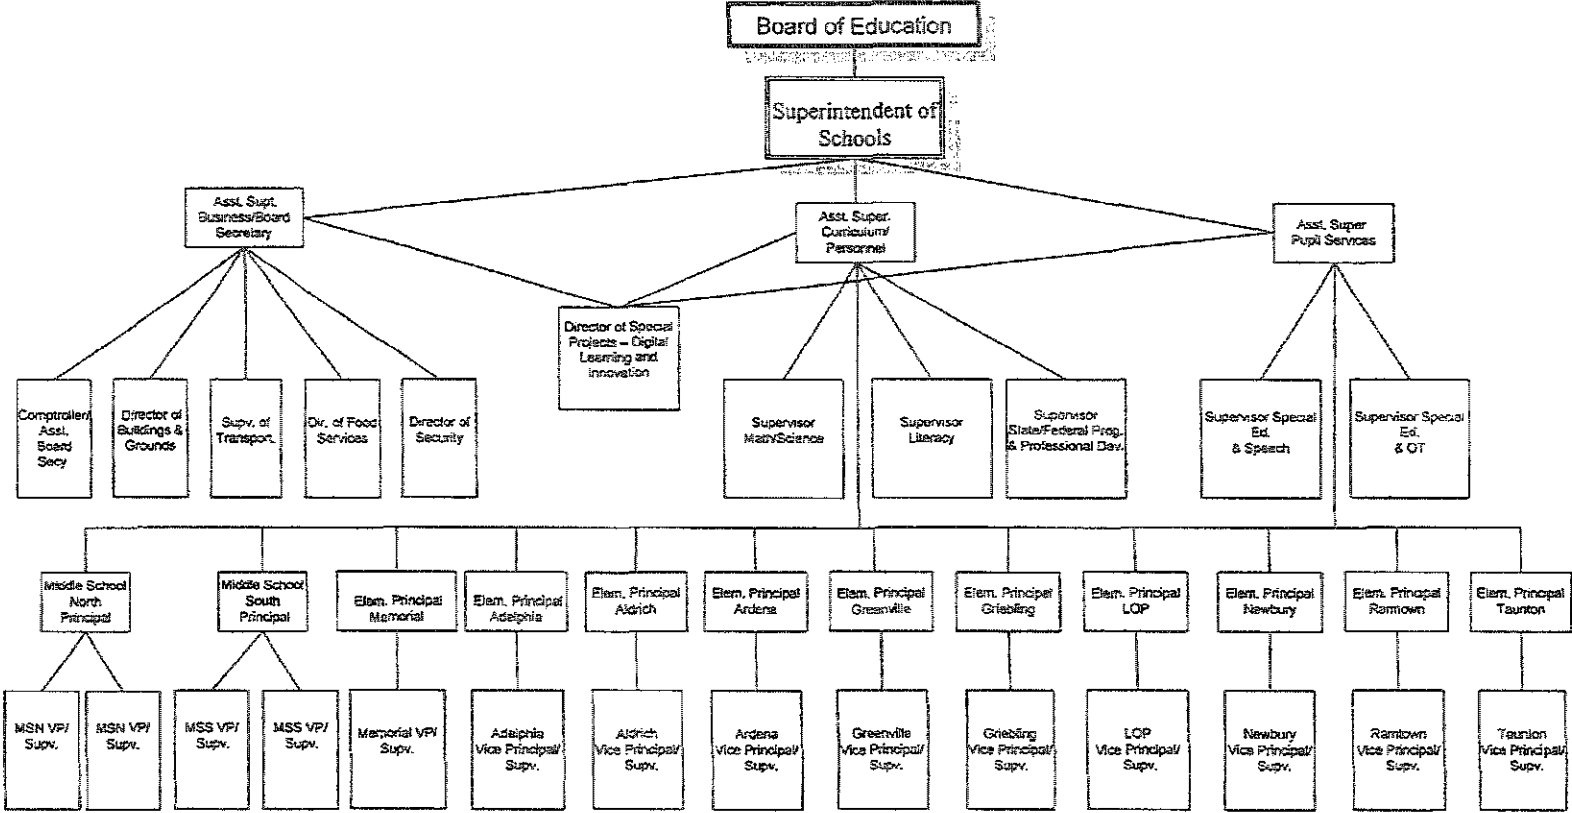 Board of Education
Superintendent of
Schools
Asst. Supt.
Business/Board
Secretary
Asst. Super.
Curriculum/
Personnel
Asst. Super
Pupil Services
Director of Special
Projects – Digital
Learning and
Innovation
Comptroller/
Asst.
Board
Secy
Director of
Buildings &
Grounds
Supv. of
Transport.
Dir. of Food
Services
Director of
Security
Supervisor
Math/Science
Supervisor
Literacy
Supervisor
State/Federal Prog.
& Professional Dev.
Supervisor Special
Ed.
& Speech
Supervisor Special
Ed.
& OT
Middle School
North
Principal
Middle School
South
Principal
Elem. Principal
Memorial
Elem. Principal
Adelphia
Elem. Principal
Aldrich
Elem. Principal
Ardena
Elem. Principal
Greenville
Elem. Principal
Griebling
Elem. Principal
LOP
Elem. Principal
Newbury
Elem. Principal
Ramtown
Elem. Principal
Taunton
MSN VP/
Supv.
MSN VP/
Supv.
MSS VP/
Supv.
MSS VP/
Supv.
Memorial VP/
Supv.
Adelphia
Vice Principal/
Supv.
Aldrich
Vice Principal/
Supv.
Ardena
Vice Principal/
Supv.
Greenville
Vice Principal/
Supv.
Griebling
Vice Principal/
Supv.
LOP
Vice Principal/
Supv.
Newbury
Vice Principal/
Supv.
Ramtown
Vice Principal/
Supv.
Taunton
Vice Principal/
Supv.